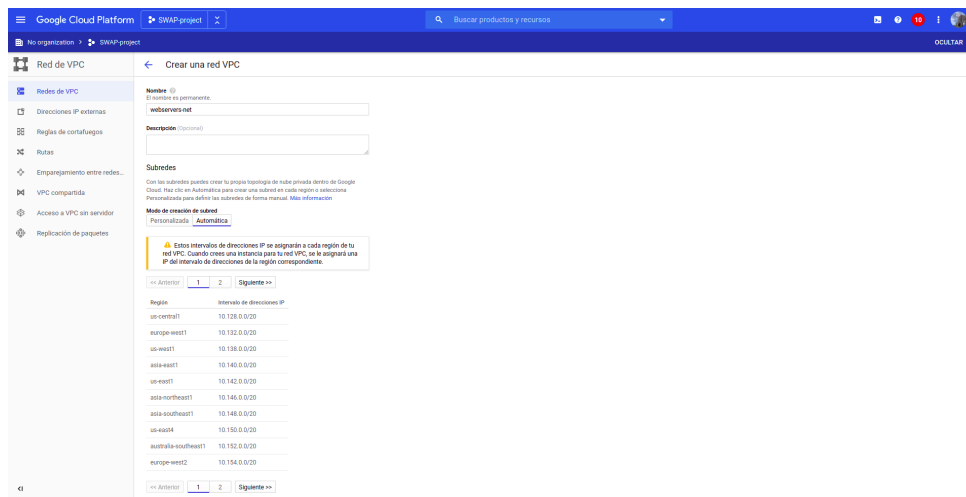 Google Cloud Platform SWAP-project Buscar productos y recursos 10
No organization > SWAP-project OCULTAR
Red de VPC
Crear una red VPC
Redes de VPC
Direcciones IP externas
Reglas de cortafuegos
Rutas
Emparejamiento entre redes...
VPC compartida
Acceso a VPC sin servidor
Replicación de paquetes
Nombre
El nombre es permanente.
webservers-net
Descripción (Opcional)
Subredes
Con las subredes puedes crear tu propia topología de nube privada dentro de Google
Cloud. Haz clic en Automática para crear una subred en cada región o selecciona
Personalizada para definir las subredes de forma manual. Más información
Modo de creación de subred
Personalizada Automática
Estos intervalos de direcciones IP se asignarán a cada región de tu
red VPC. Cuando crees una instancia para tu red VPC, se le asignará una
IP del intervalo de direcciones de la región correspondiente.
<< Anterior 1 2 Siguiente >>
Región Intervalo de direcciones IP
us-central1 10.128.0.0/20
europe-west1 10.132.0.0/20
us-west1 10.138.0.0/20
asia-east1 10.140.0.0/20
us-east1 10.142.0.0/20
asia-northeast1 10.146.0.0/20
asia-southeast1 10.148.0.0/20
us-east4 10.150.0.0/20
australia-southeast1 10.152.0.0/20
europe-west2 10.154.0.0/20
<< Anterior 1 2 Siguiente >>